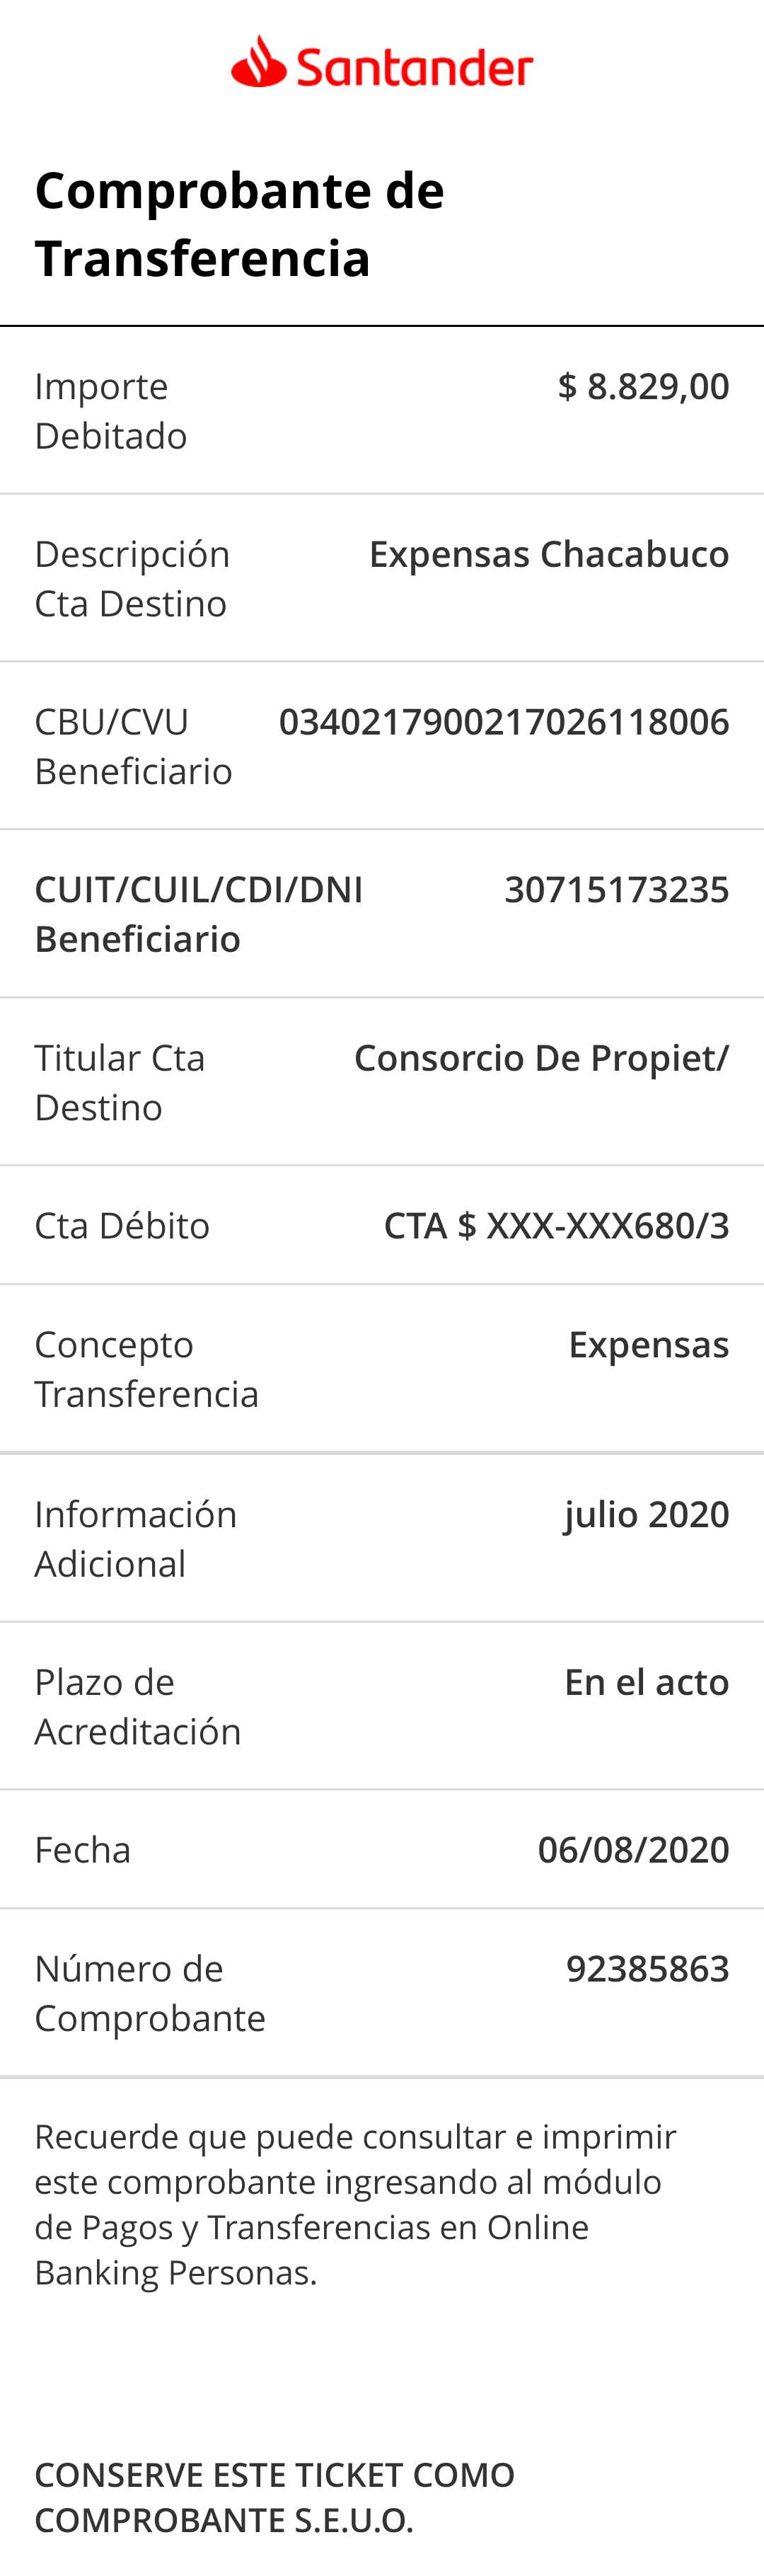 Santander
Comprobante de
Transferencia
Importe Debitado $ 8.829,00
Descripción Cta Destino Expensas Chacabuco
CBU/CVU Beneficiario 0340217900217026118006
CUIT/CUIL/CDI/DNI Beneficiario 30715173235
Titular Cta Destino Consorcio De Propiet/
Cta Débito CTA $ XXX-XXX680/3
Concepto Transferencia Expensas
Información Adicional julio 2020
Plazo de Acreditación En el acto
Fecha 06/08/2020
Número de Comprobante 92385863
Recuerde que puede consultar e imprimir
este comprobante ingresando al módulo
de Pagos y Transferencias en Online
Banking Personas.
CONSERVE ESTE TICKET COMO
COMPROBANTE S.E.U.O.